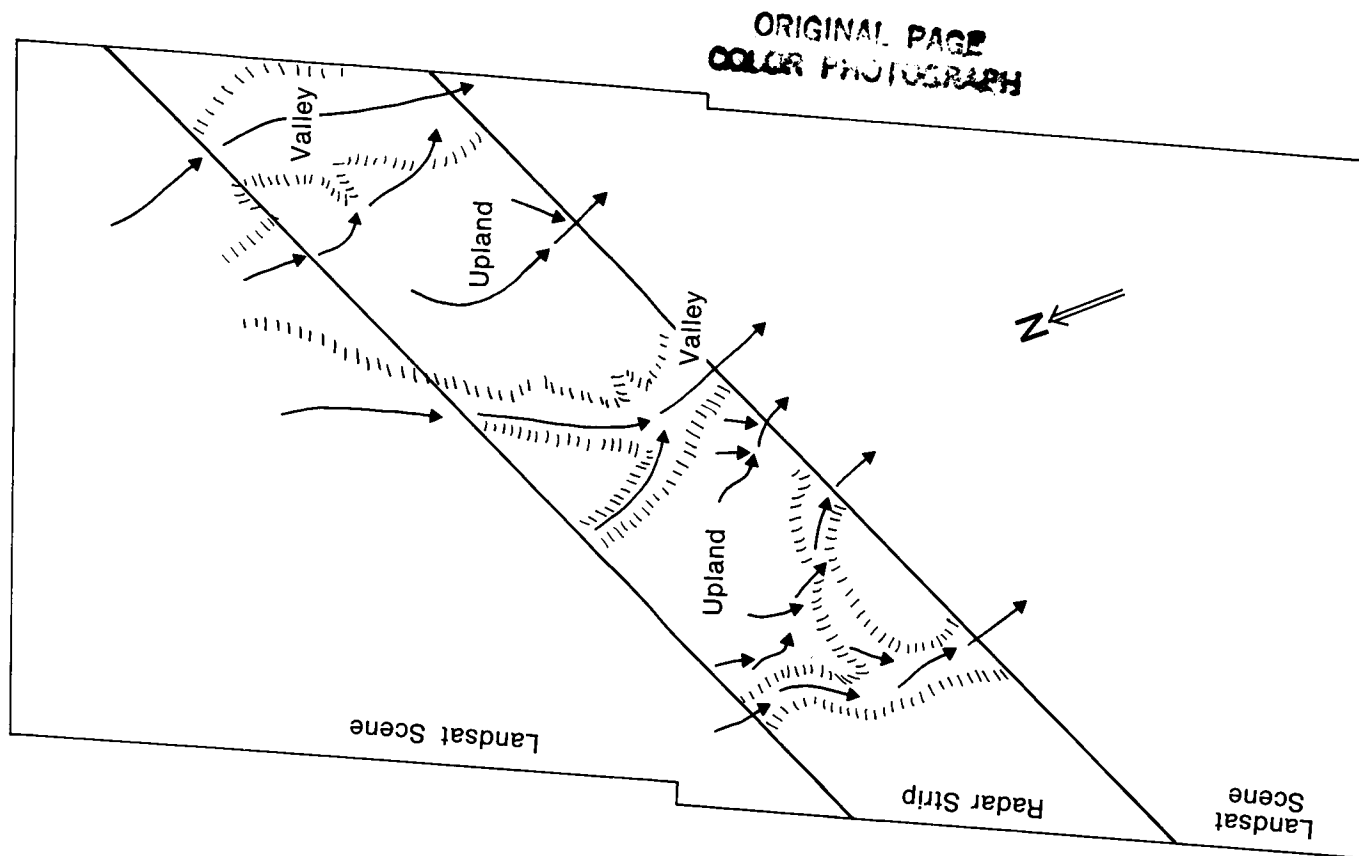 ORIGINAL PAGE
COLOR PHOTOGRAPH
Valley
Upland
Valley
N
Upland
Landsat Scene
Radar Strip
Landsat
Scene